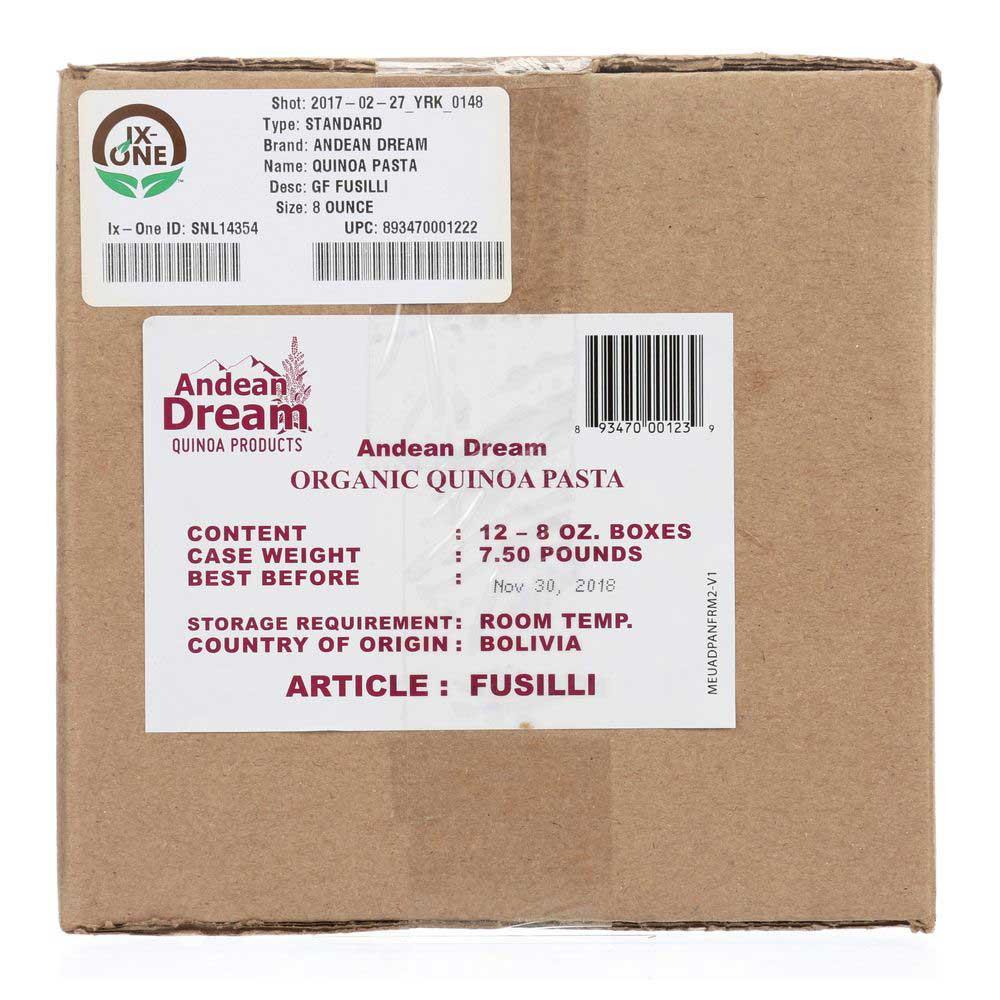 IX-
ONE
Shot: 2017-02-27_YRK_0148
Type: STANDARD
Brand: ANDEAN DREAM
Name: QUINOA PASTA
Desc: GF FUSILLI
Size: 8 OUNCE
Ix-One ID: SNL14354 UPC: 893470001222
Andean
Dream
QUINOA PRODUCTS
8 93470 00123 9
Andean Dream
ORGANIC QUINOA PASTA
CONTENT : 12 – 8 OZ. BOXES
CASE WEIGHT : 7.50 POUNDS
BEST BEFORE : Nov 30, 2018
STORAGE REQUIREMENT: ROOM TEMP.
COUNTRY OF ORIGIN : BOLIVIA
ARTICLE : FUSILLI
MEUADPANFRM2-V1